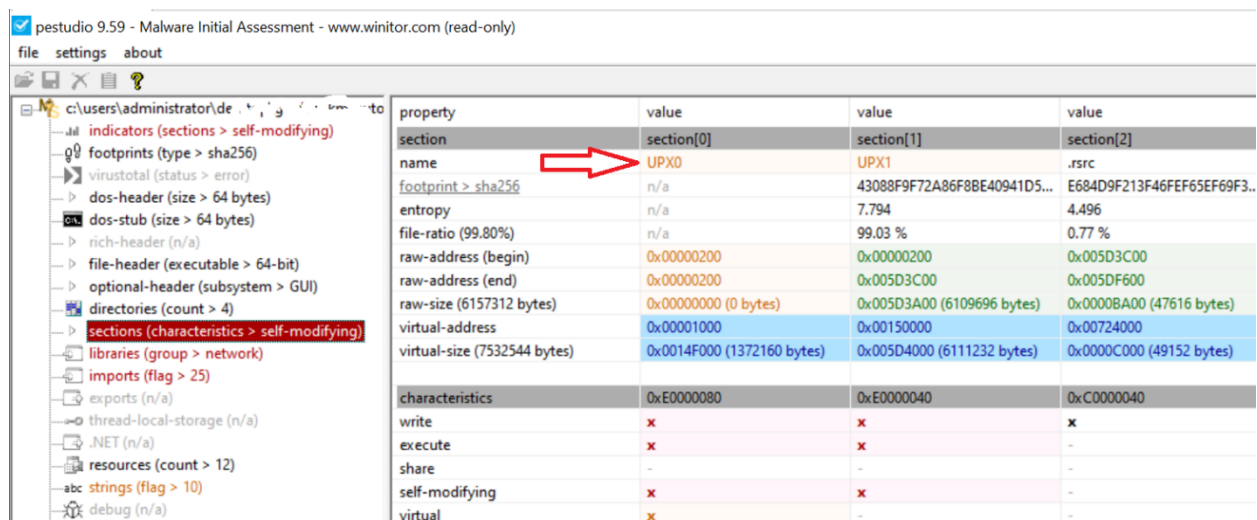 pestudio 9.59 - Malware Initial Assessment - www.winitor.com (read-only)
file settings about
c:\users\administrator\de
indicators (sections > self-modifying)
footprints (type > sha256)
virustotal (status > error)
dos-header (size > 64 bytes)
dos-stub (size > 64 bytes)
rich-header (n/a)
file-header (executable > 64-bit)
optional-header (subsystem > GUI)
directories (count > 4)
sections (characteristics > self-modifying)
libraries (group > network)
imports (flag > 25)
exports (n/a)
thread-local-storage (n/a)
.NET (n/a)
resources (count > 12)
abc strings (flag > 10)
debug (n/a)
property value value value
section section[0] section[1] section[2]
name UPX0 UPX1 .rsrc
footprint > sha256 n/a 43088F9F72A86F8BE40941D5... E684D9F213F46FEF65EF69F3...
entropy n/a 7.794 4.496
file-ratio (99.80%) n/a 99.03 % 0.77 %
raw-address (begin) 0x00000200 0x00000200 0x005D3C00
raw-address (end) 0x00000200 0x005D3C00 0x005DF600
raw-size (6157312 bytes) 0x00000000 (0 bytes) 0x005D3A00 (6109696 bytes) 0x0000BA00 (47616 bytes)
virtual-address 0x00001000 0x00150000 0x00724000
virtual-size (7532544 bytes) 0x0014F000 (1372160 bytes) 0x005D4000 (6111232 bytes) 0x0000C000 (49152 bytes)
characteristics 0xE0000080 0xE0000040 0xC0000040
write x x x
execute x x -
share - - -
self-modifying x x -
virtual x - -